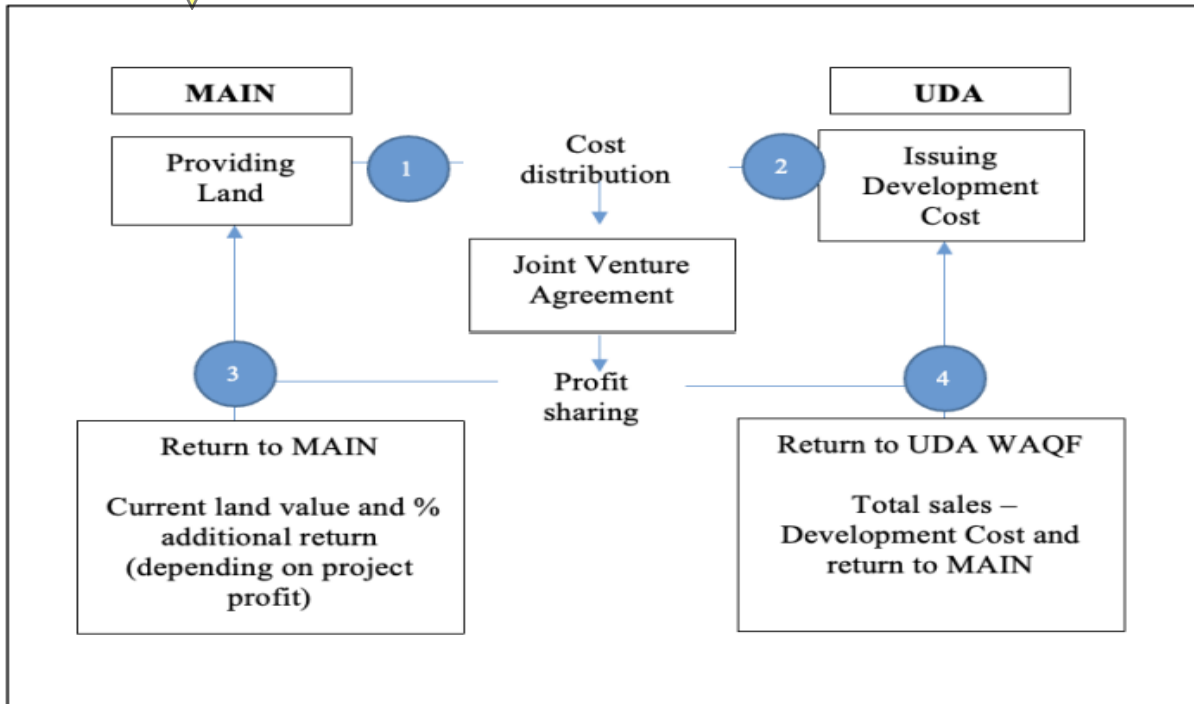 MAIN
UDA
Providing
Land
1
Cost
distribution
2
Issuing
Development
Cost
Joint Venture
Agreement
3
Profit
sharing
4
Return to MAIN
Current land value and %
additional return
(depending on project
profit)
Return to UDA WAQF
Total sales –
Development Cost and
return to MAIN